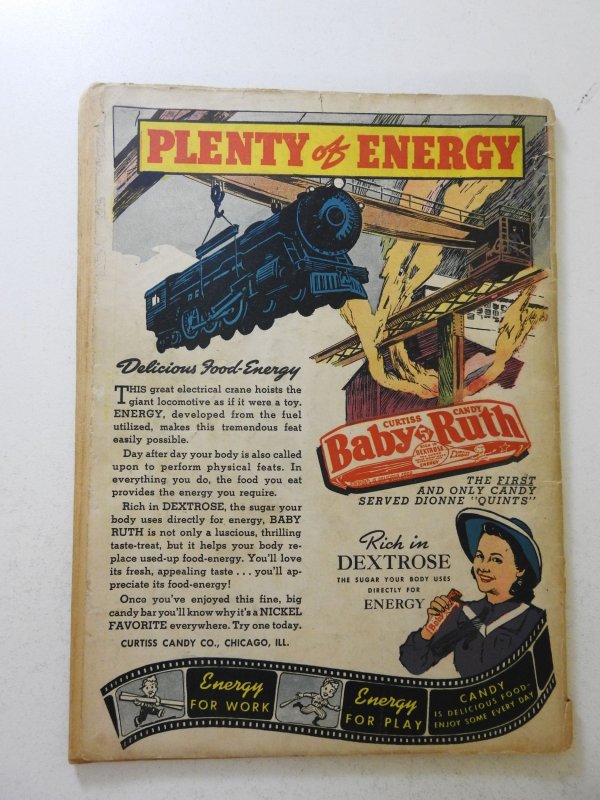 PLENTY of ENERGY
Delicious Food-Energy
THIS great electrical crane hoists the
giant locomotive as if it were a toy.
ENERGY, developed from the fuel
utilized, makes this tremendous feat
easily possible.
Day after day your body is also called
upon to perform physical feats. In
everything you do, the food you eat
provides the energy you require.
Rich in DEXTROSE, the sugar your
body uses directly for energy, BABY
RUTH is not only a luscious, thrilling
taste-treat, but it helps your body re-
place used-up food-energy. You'll love
its fresh, appealing taste . . . you'll ap-
preciate its food-energy!
Once you've enjoyed this fine, big
candy bar you'll know why it's a NICKEL
FAVORITE everywhere. Try one today.
CURTISS CANDY CO., CHICAGO, ILL.
CURTISS CANDY
Baby Ruth
5¢
RICH IN
DEXTROSE
ENERGY
THE FIRST
AND ONLY CANDY
SERVED DIONNE "QUINTS"
Rich in
DEXTROSE
THE SUGAR YOUR BODY USES
DIRECTLY FOR
ENERGY
Baby
Energy
FOR WORK
Energy
FOR PLAY
CANDY
IS DELICIOUS FOOD-
ENJOY SOME EVERY DAY